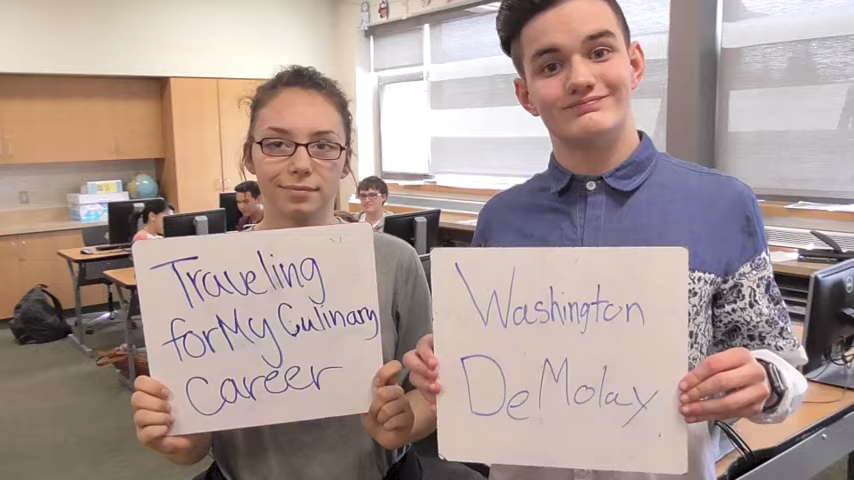 Traveling
for My Culinary
career
Washington
DeMolay